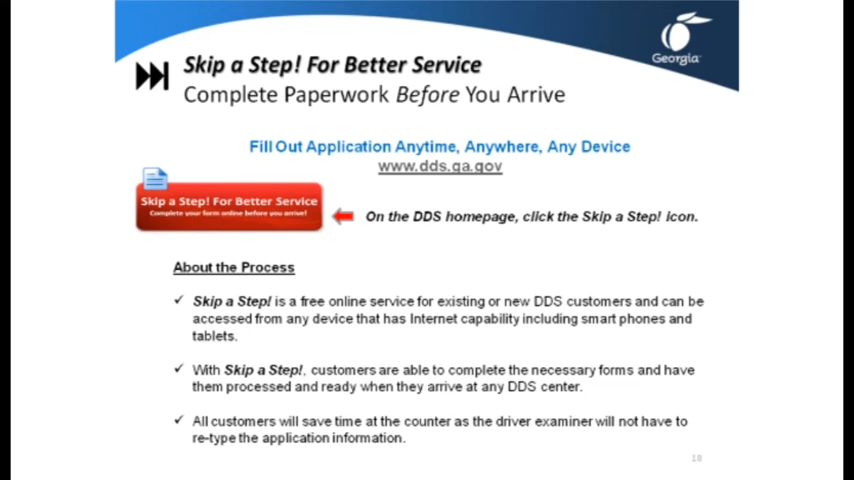 Georgia
Skip a Step! For Better Service
Complete Paperwork Before You Arrive
Fill Out Application Anytime, Anywhere, Any Device
www.dds.ga.gov
Skip a Step! For Better Service
Complete your form online before you arrive!
On the DDS homepage, click the Skip a Step! icon.
About the Process
✓ Skip a Step! is a free online service for existing or new DDS customers and can be
accessed from any device that has Internet capability including smart phones and
tablets.
✓ With Skip a Step!, customers are able to complete the necessary forms and have
them processed and ready when they arrive at any DDS center.
✓ All customers will save time at the counter as the driver examiner will not have to
re-type the application information.
18